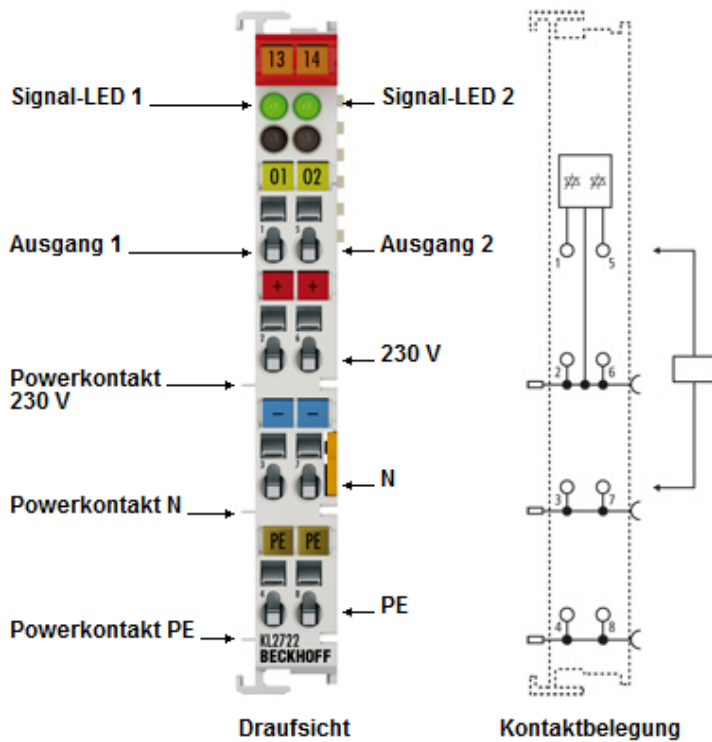 13 14
Signal-LED 1
Signal-LED 2
01 02
Ausgang 1
1 5
Ausgang 2
+ +
2 6
230 V
Powerkontakt
230 V
– –
3 7
N
Powerkontakt N
PE PE
4 8
PE
Powerkontakt PE
KL2722
BECKHOFF
Draufsicht
1 5
2 6
3 7
4 8
Kontaktbelegung